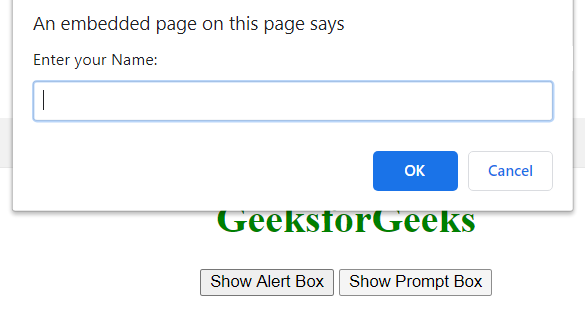 An embedded page on this page says
Enter your Name:
OK Cancel
GeeksforGeeks
Show Alert Box Show Prompt Box